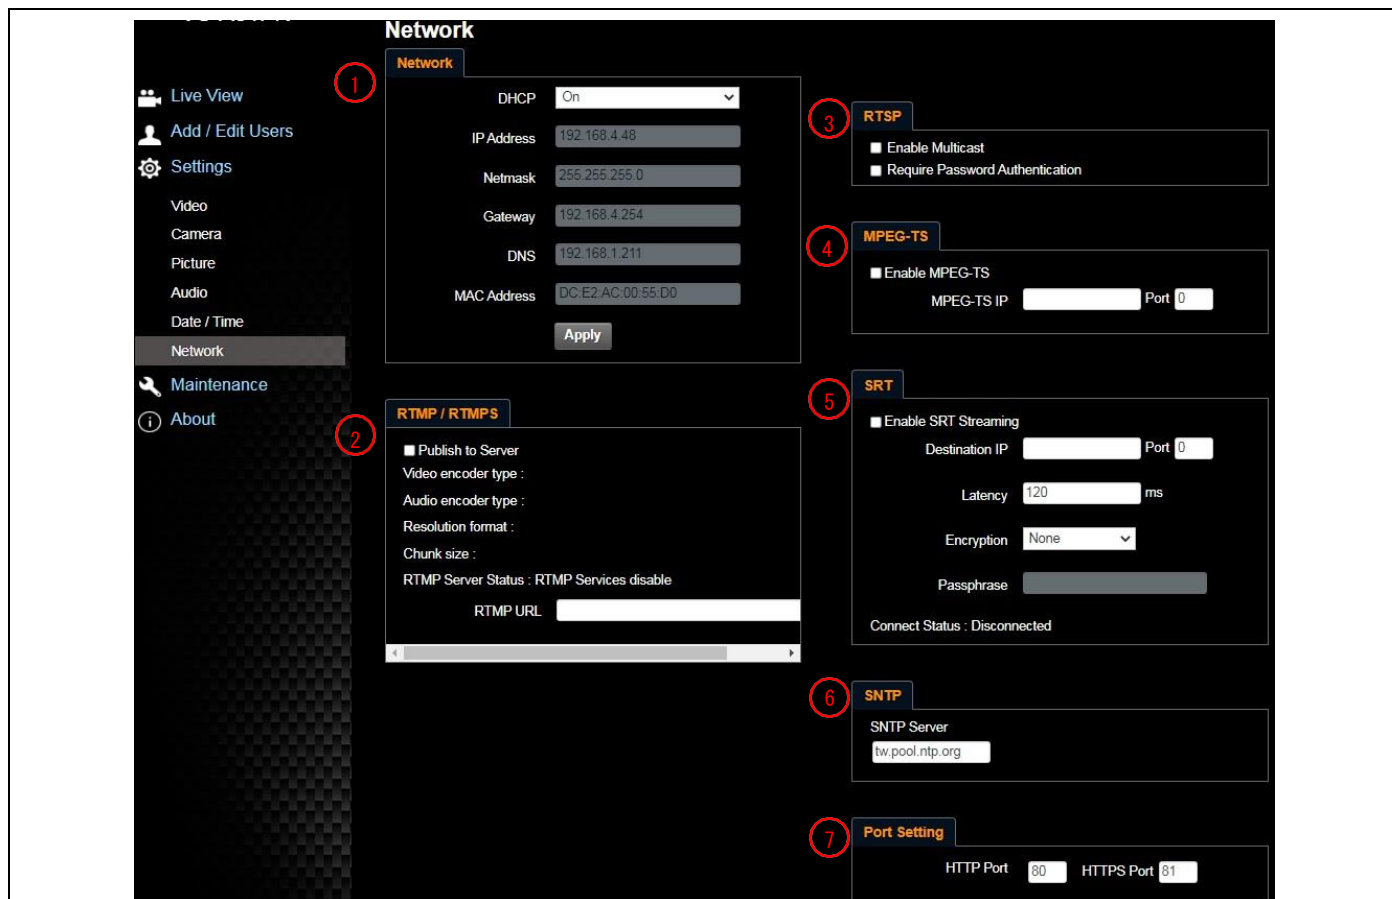 Network
Live View
Add / Edit Users
Settings
Video
Camera
Picture
Audio
Date / Time
Network
Maintenance
About
1
Network
DHCP On
IP Address 192.168.4.48
Netmask 255.255.255.0
Gateway 192.168.4.254
DNS 192.168.1.211
MAC Address DC:E2:AC:00:55:D0
Apply
2
RTMP / RTMPS
Publish to Server
Video encoder type :
Audio encoder type :
Resolution format :
Chunk size :
RTMP Server Status : RTMP Services disable
RTMP URL
3
RTSP
Enable Multicast
Require Password Authentication
4
MPEG-TS
Enable MPEG-TS
MPEG-TS IP Port 0
5
SRT
Enable SRT Streaming
Destination IP Port 0
Latency 120 ms
Encryption None
Passphrase
Connect Status : Disconnected
6
SNTP
SNTP Server
tw.pool.ntp.org
7
Port Setting
HTTP Port 80 HTTPS Port 81